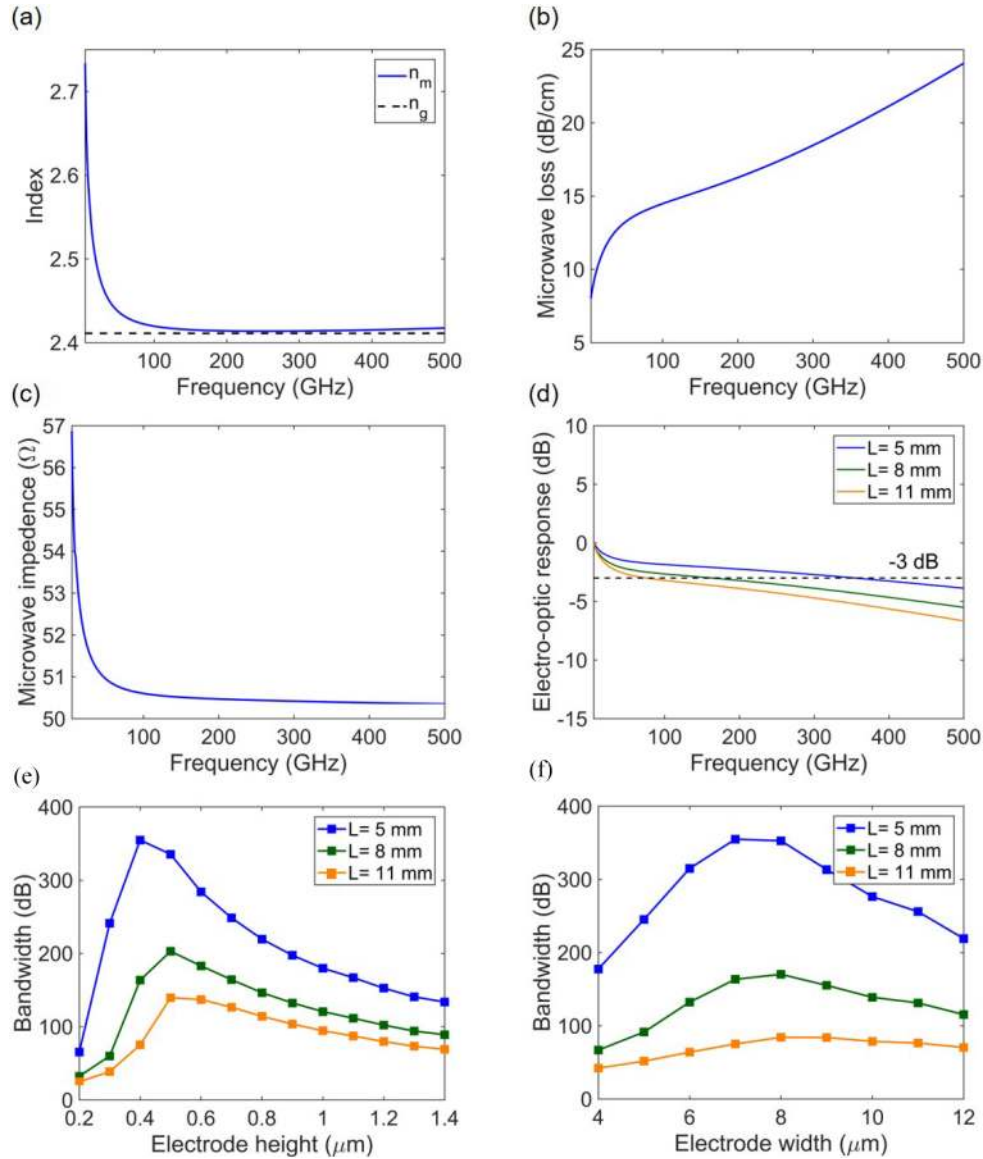 (a)
2.7
2.6
2.5
2.4
Index
n_m
n_g
100 200 300 400 500
Frequency (GHz)
(b)
25
20
15
10
5
Microwave loss (dB/cm)
100 200 300 400 500
Frequency (GHz)
(c)
57
56
55
54
53
52
51
50
Microwave impedence (Ω)
100 200 300 400 500
Frequency (GHz)
(d)
10
5
0
-5
-10
-15
Electro-optic response (dB)
L= 5 mm
L= 8 mm
L= 11 mm
-3 dB
100 200 300 400 500
Frequency (GHz)
(e)
400
300
200
100
0
Bandwidth (dB)
L= 5 mm
L= 8 mm
L= 11 mm
0.2 0.4 0.6 0.8 1 1.2 1.4
Electrode height (μm)
(f)
400
300
200
100
0
Bandwidth (dB)
L= 5 mm
L= 8 mm
L= 11 mm
4 6 8 10 12
Electrode width (μm)